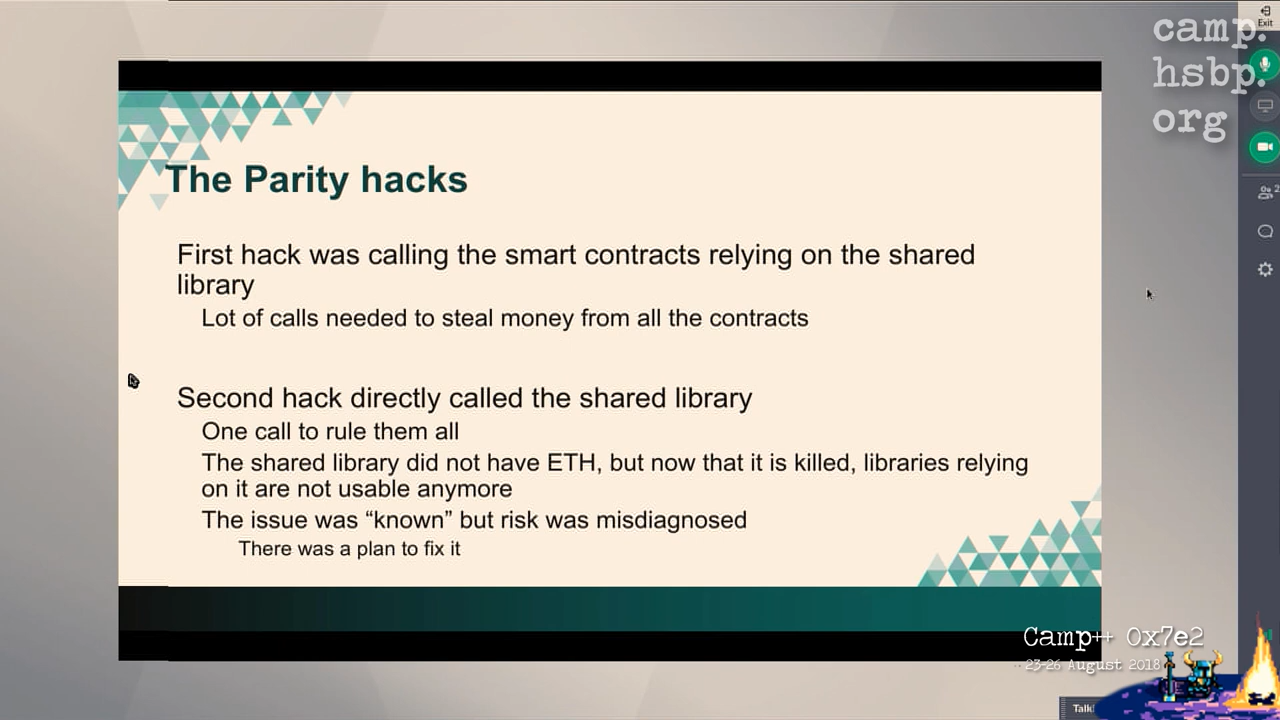 Exit
camp.
hsbp.
org
The Parity hacks
First hack was calling the smart contracts relying on the shared
library
Lot of calls needed to steal money from all the contracts
Second hack directly called the shared library
One call to rule them all
The shared library did not have ETH, but now that it is killed, libraries relying
on it are not usable anymore
The issue was “known” but risk was misdiagnosed
There was a plan to fix it
Camp++ 0x7e2
23-26 August 2018
Talk